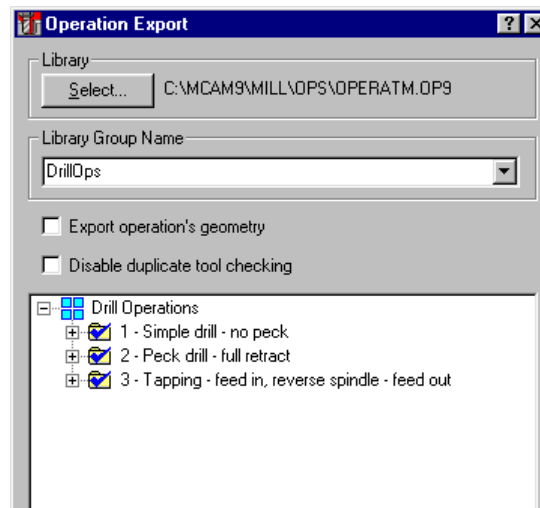 Operation Export
Library
Select...
C:\MCAM9\MILL\OPS\OPERATM.OP9
Library Group Name
DrillOps
Export operation's geometry
Disable duplicate tool checking
Drill Operations
1 - Simple drill - no peck
2 - Peck drill - full retract
3 - Tapping - feed in, reverse spindle - feed out